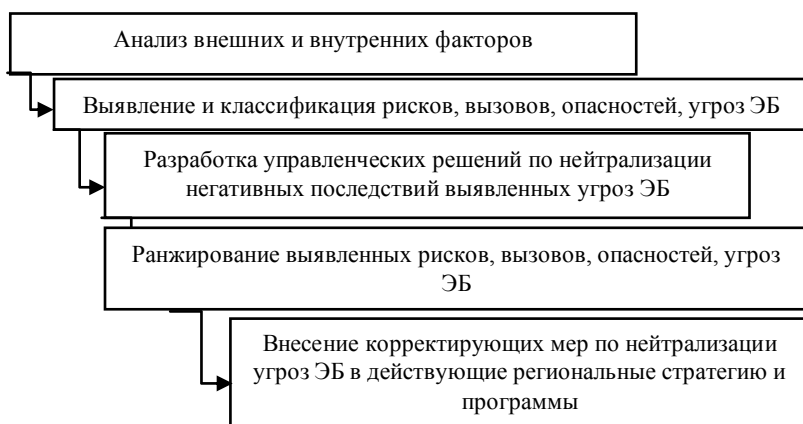 Анализ внешних и внутренних факторов
Выявление и классификация рисков, вызовов, опасностей, угроз ЭБ
Разработка управленческих решений по нейтрализации
негативных последствий выявленных угроз ЭБ
Ранжирование выявленных рисков, вызовов, опасностей, угроз
ЭБ
Внесение корректирующих мер по нейтрализации
угроз ЭБ в действующие региональные стратегию и
программы